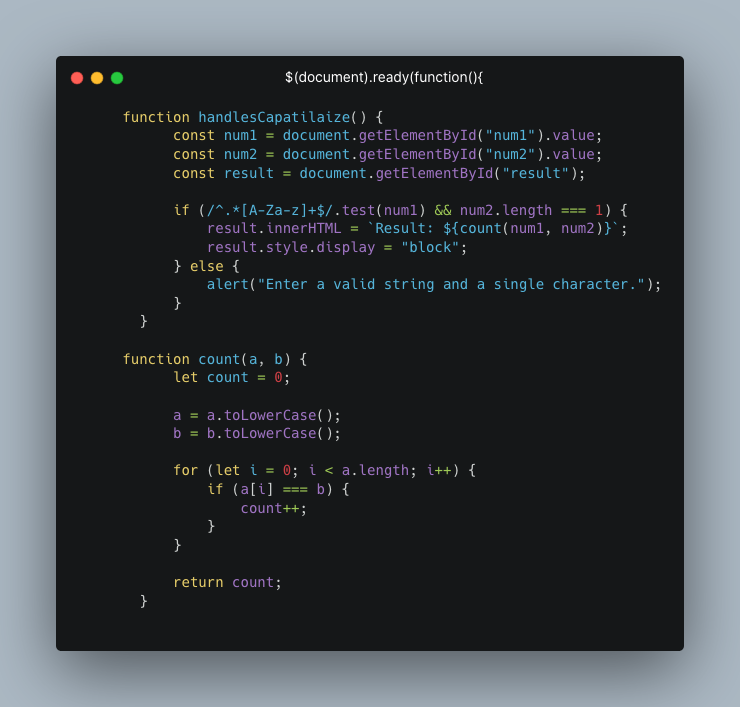 $(document).ready(function(){
function handlesCapatilaize() {
const num1 = document.getElementById("num1").value;
const num2 = document.getElementById("num2").value;
const result = document.getElementById("result");
if (/^.*[A-Za-z]+$/.test(num1) && num2.length === 1) {
result.innerHTML = `Result: ${count(num1, num2)}`;
result.style.display = "block";
} else {
alert("Enter a valid string and a single character.");
}
}
function count(a, b) {
let count = 0;
a = a.toLowerCase();
b = b.toLowerCase();
for (let i = 0; i < a.length; i++) {
if (a[i] === b) {
count++;
}
}
return count;
}